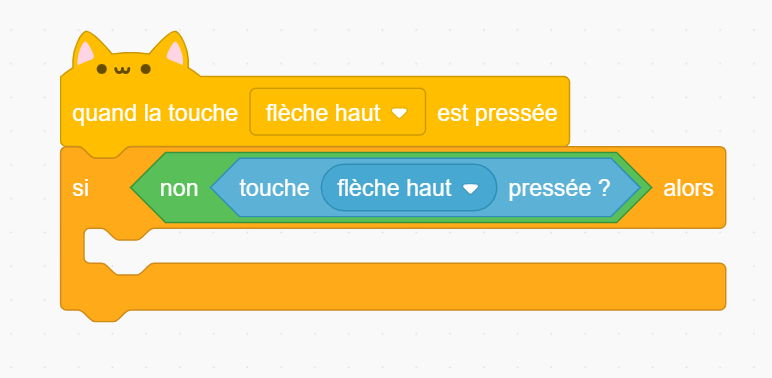 quand la touche flèche haut est pressée
si non touche flèche haut pressée ? alors